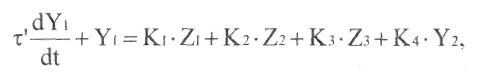 τ' dY₁/dt + Y₁ = K₁·Z₁ + K₂·Z₂ + K₃·Z₃ + K₄·Y₂,